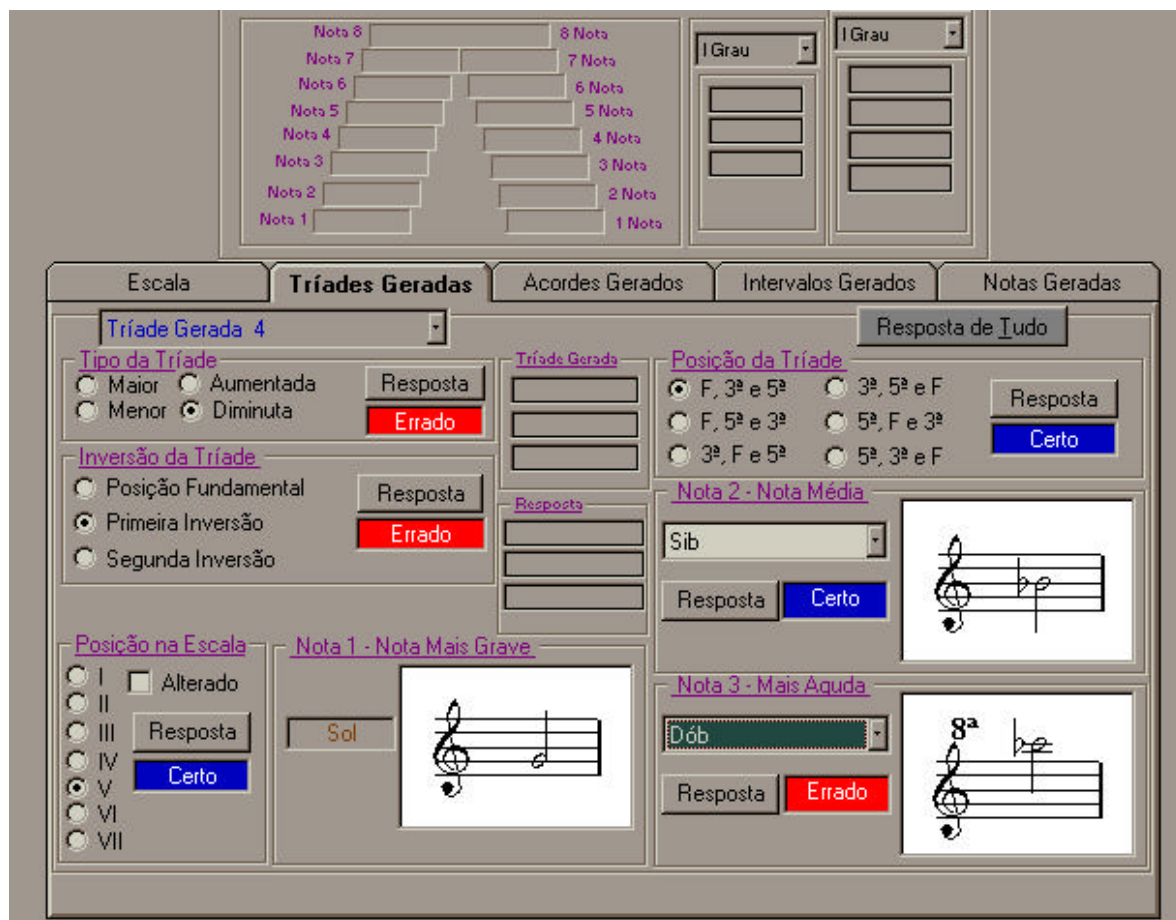 Nota 8 8 Nota
Nota 7 7 Nota
Nota 6 6 Nota
Nota 5 5 Nota
Nota 4 4 Nota
Nota 3 3 Nota
Nota 2 2 Nota
Nota 1 1 Nota
I Grau
I Grau
Escala Tríades Geradas Acordes Gerados Intervalos Gerados Notas Geradas
Tríade Gerada 4
Resposta de Tudo
Tipo da Tríade
Maior Aumentada
Menor Diminuta
Resposta
Errado
Inversão da Tríade
Posição Fundamental
Primeira Inversão
Segunda Inversão
Resposta
Errado
Tríade Gerada
Resposta
Posição da Tríade
F, 3ª e 5ª 3ª, 5ª e F
F, 5ª e 3ª 5ª, F e 3ª
3ª, F e 5ª 5ª, 3ª e F
Resposta
Certo
Nota 2 - Nota Média
Sib
Resposta Certo
Posição na Escala
I Alterado
II
III
IV
V
VI
VII
Resposta
Certo
Nota 1 - Nota Mais Grave
Sol
Nota 3 - Mais Aguda
Dób
Resposta Errado
8ª